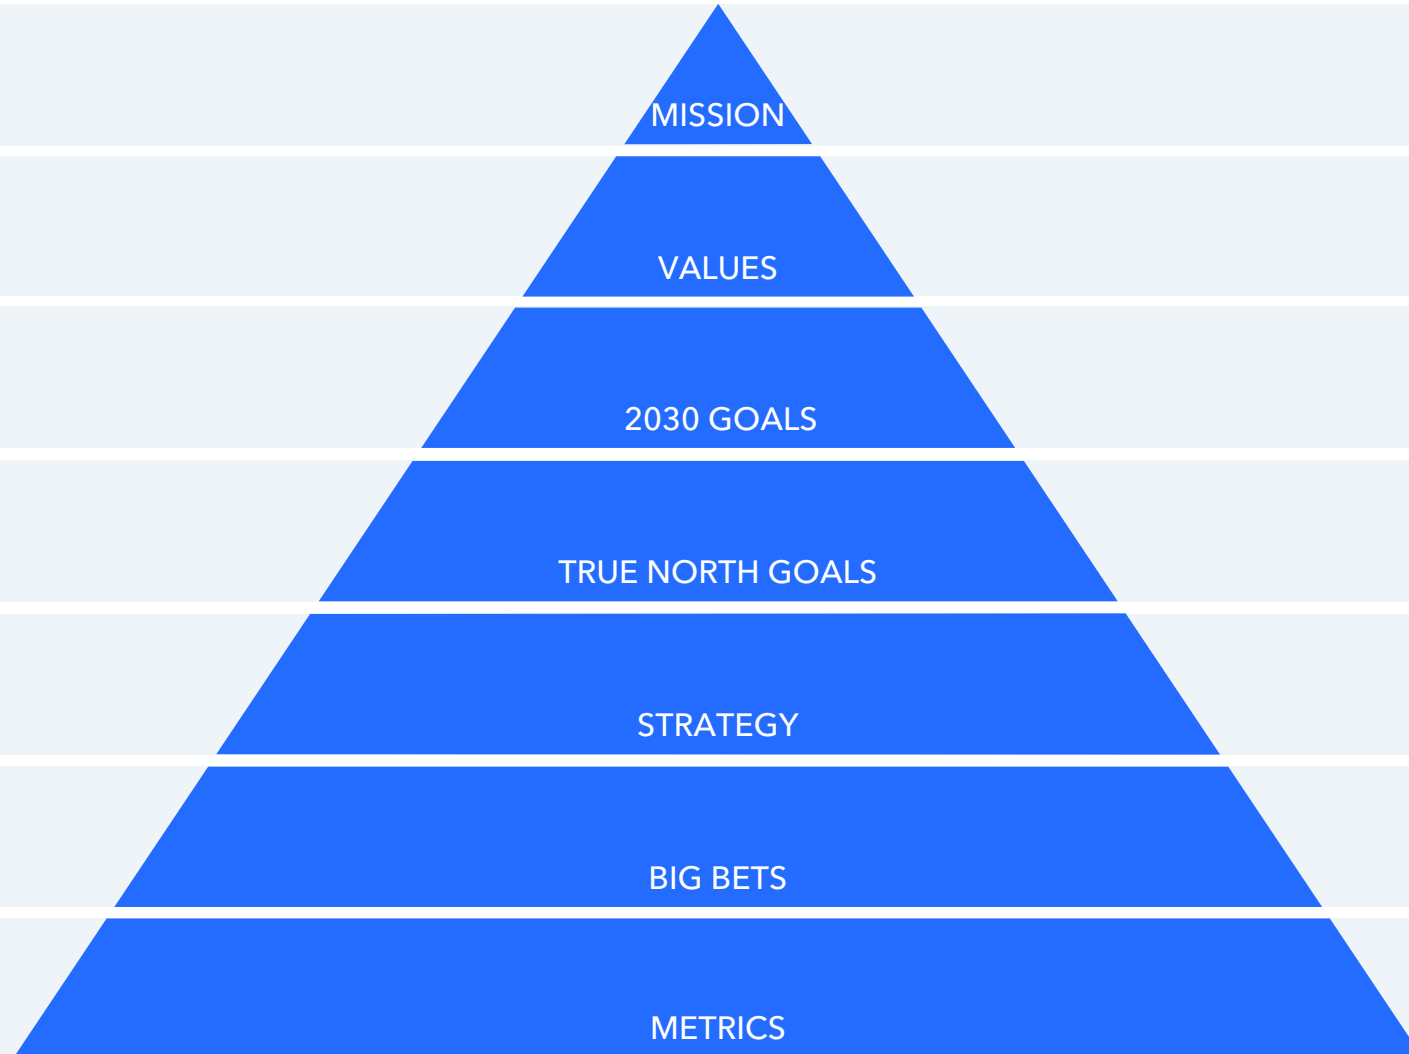 MISSION
VALUES
2030 GOALS
TRUE NORTH GOALS
STRATEGY
BIG BETS
METRICS